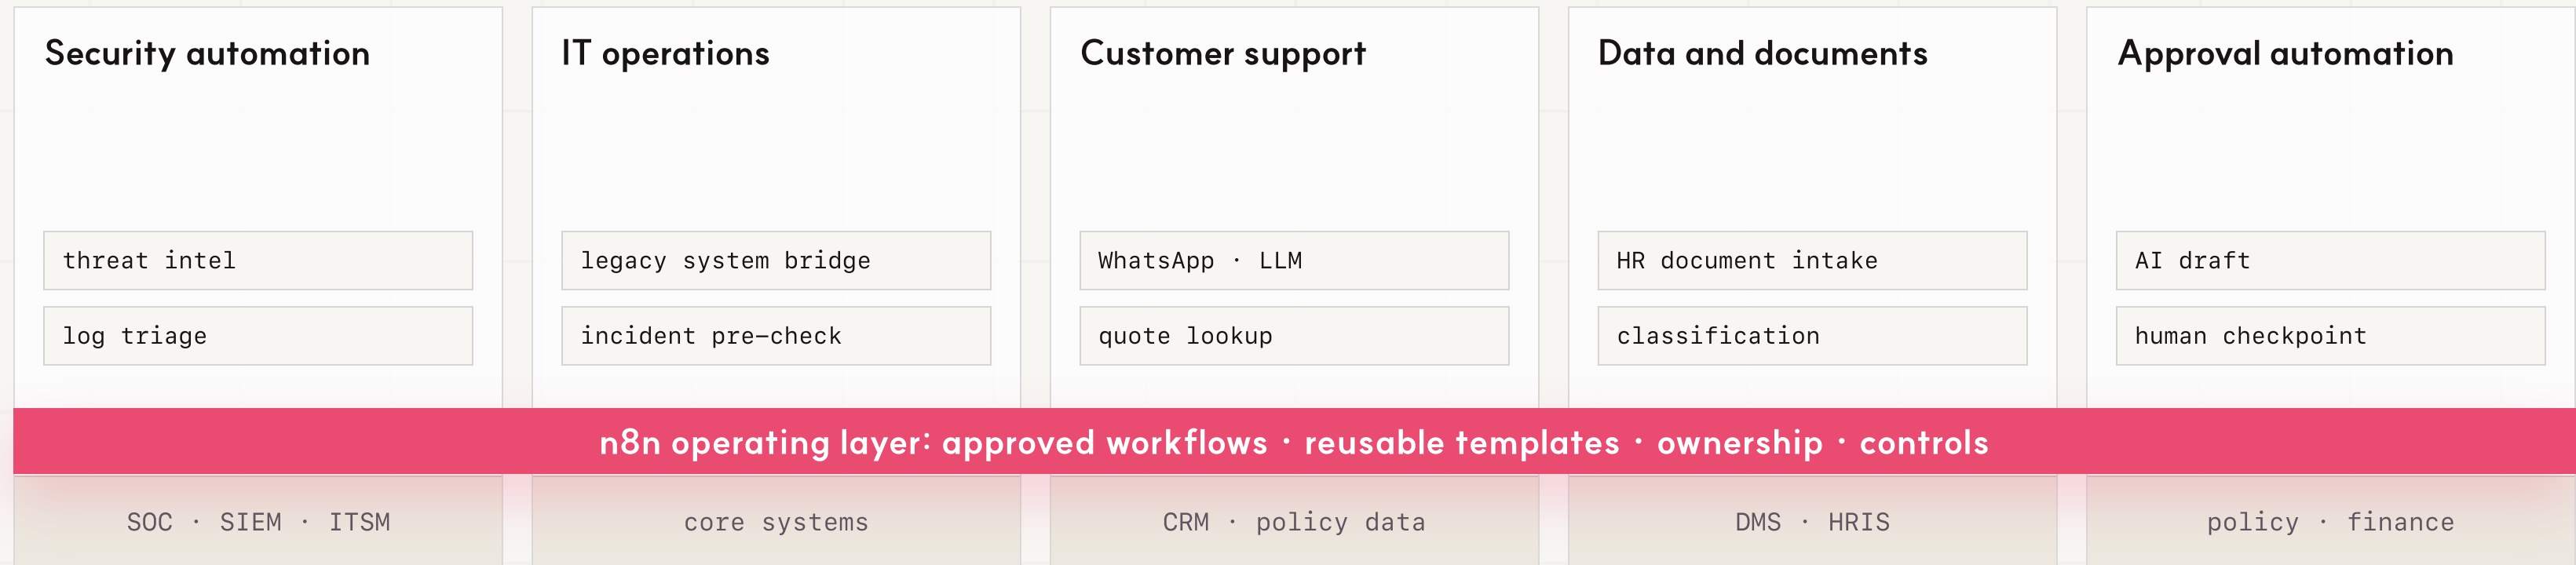 Security automation
threat intel
log triage
IT operations
legacy system bridge
incident pre-check
Customer support
WhatsApp · LLM
quote lookup
Data and documents
HR document intake
classification
Approval automation
AI draft
human checkpoint
n8n operating layer: approved workflows · reusable templates · ownership · controls
SOC · SIEM · ITSM
core systems
CRM · policy data
DMS · HRIS
policy · finance